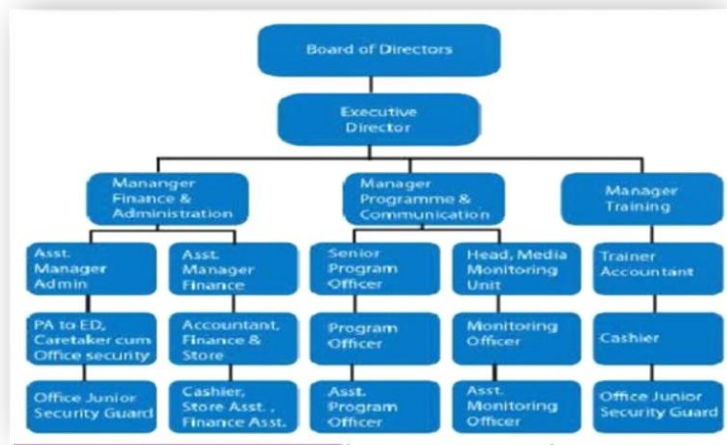 Board of Directors
Executive
Director
Mananger
Finance &
Administration
Manager
Programme &
Communication
Manager
Training
Asst.
Manager
Admin
Asst.
Manager
Finance
Senior
Program
Officer
Head, Media
Monitoring
Unit
Trainer
Accountant
PA to ED,
Caretaker cum
Office security
Accountant,
Finance &
Store
Program
Officer
Monitoring
Officer
Cashier
Office Junior
Security Guard
Cashier,
Store Asst. ,
Finance Asst.
Asst.
Program
Officer
Asst.
Monitoring
Officer
Office Junior
Security Guard